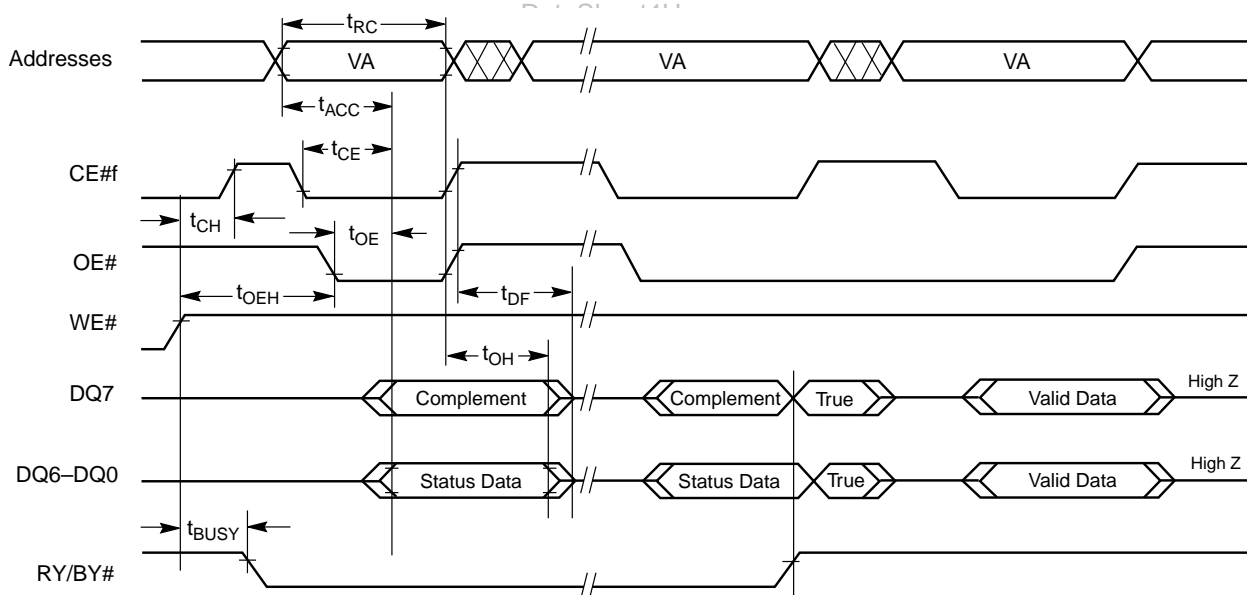 tRC
Addresses VA VA VA
tACC
tCE
CE#f
tCH tOE
OE#
tOEH tDF
WE#
tOH
DQ7 Complement Complement True Valid Data High Z
DQ6–DQ0 Status Data Status Data True Valid Data High Z
tBUSY
RY/BY#